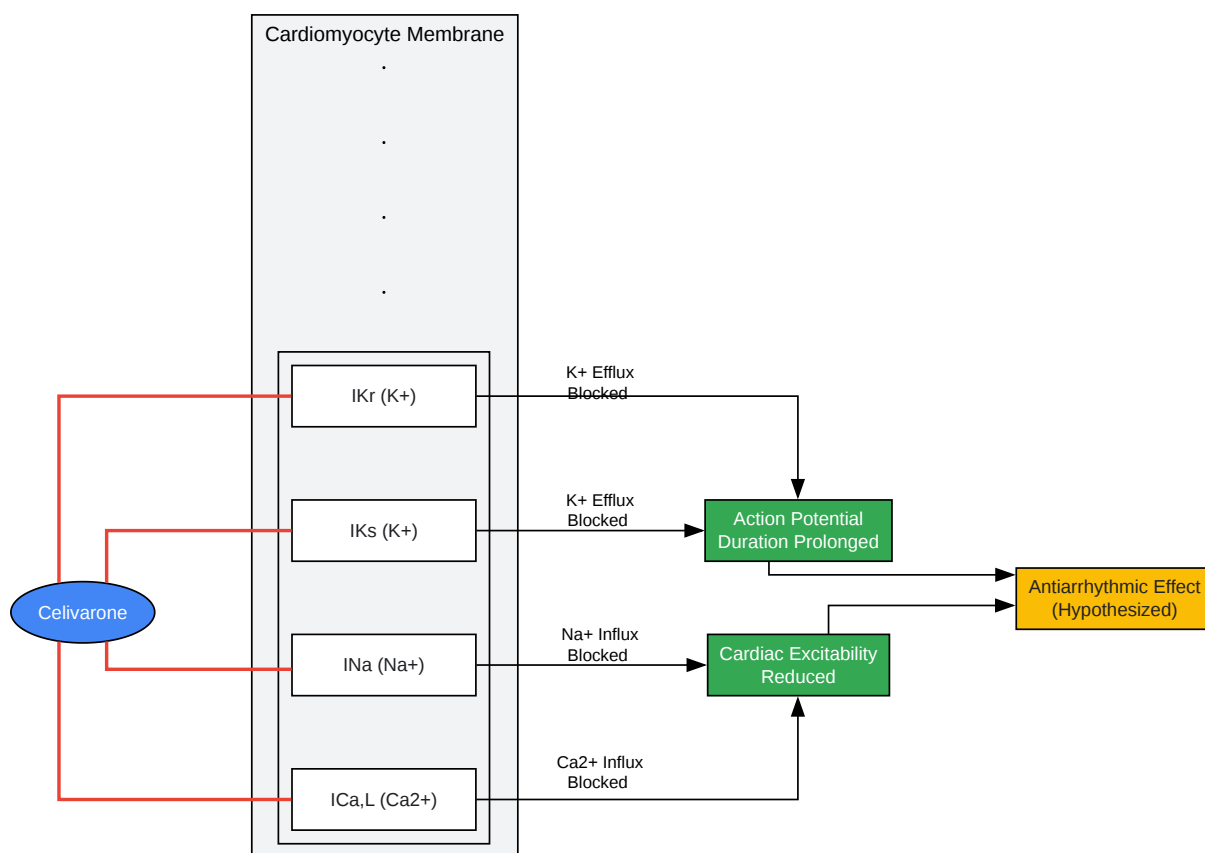 Cardiomyocyte Membrane
K+ Efflux
Blocked
IKr (K+)
K+ Efflux
Blocked
IKs (K+)
Action Potential
Duration Prolonged
Antiarrhythmic Effect
(Hypothesized)
Celivarone
Na+ Influx
Blocked
INa (Na+)
Cardiac Excitability
Reduced
Ca2+ Influx
Blocked
ICa,L (Ca2+)